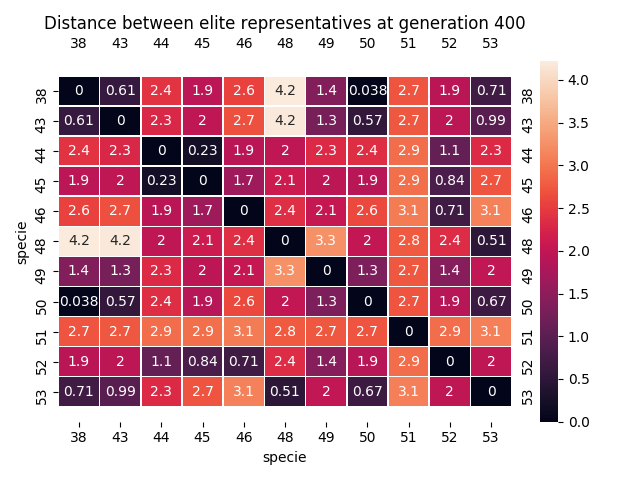 Distance between elite representatives at generation 400
38 43 44 45 46 48 49 50 51 52 53
38 0 0.61 2.4 1.9 2.6 4.2 1.4 0.038 2.7 1.9 0.71 38
43 0.61 0 2.3 2 2.7 4.2 1.3 0.57 2.7 2 0.99 43
44 2.4 2.3 0 0.23 1.9 2 2.3 2.4 2.9 1.1 2.3 44
45 1.9 2 0.23 0 1.7 2.1 2 1.9 2.9 0.84 2.7 45
46 2.6 2.7 1.9 1.7 0 2.4 2.1 2.6 3.1 0.71 3.1 46
48 4.2 4.2 2 2.1 2.4 0 3.3 2 2.8 2.4 0.51 48
49 1.4 1.3 2.3 2 2.1 3.3 0 1.3 2.7 1.4 2 49
50 0.038 0.57 2.4 1.9 2.6 2 1.3 0 2.7 1.9 0.67 50
51 2.7 2.7 2.9 2.9 3.1 2.8 2.7 2.7 0 2.9 3.1 51
52 1.9 2 1.1 0.84 0.71 2.4 1.4 1.9 2.9 0 2 52
53 0.71 0.99 2.3 2.7 3.1 0.51 2 0.67 3.1 2 0 53
38 43 44 45 46 48 49 50 51 52 53
specie
specie
4.0
3.5
3.0
2.5
2.0
1.5
1.0
0.5
0.0